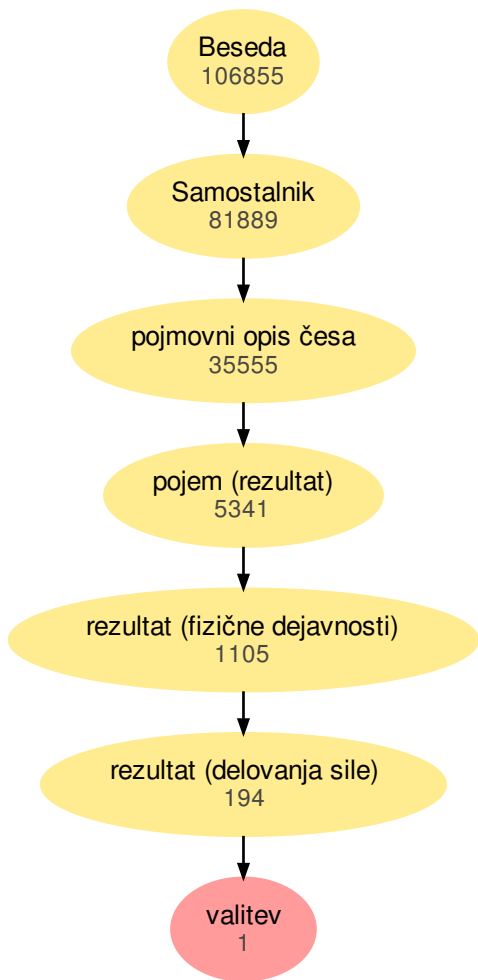 Beseda
106855
Samostalnik
81889
pojmovni opis česa
35555
pojem (rezultat)
5341
rezultat (fizične dejavnosti)
1105
rezultat (delovanja sile)
194
valitev
1